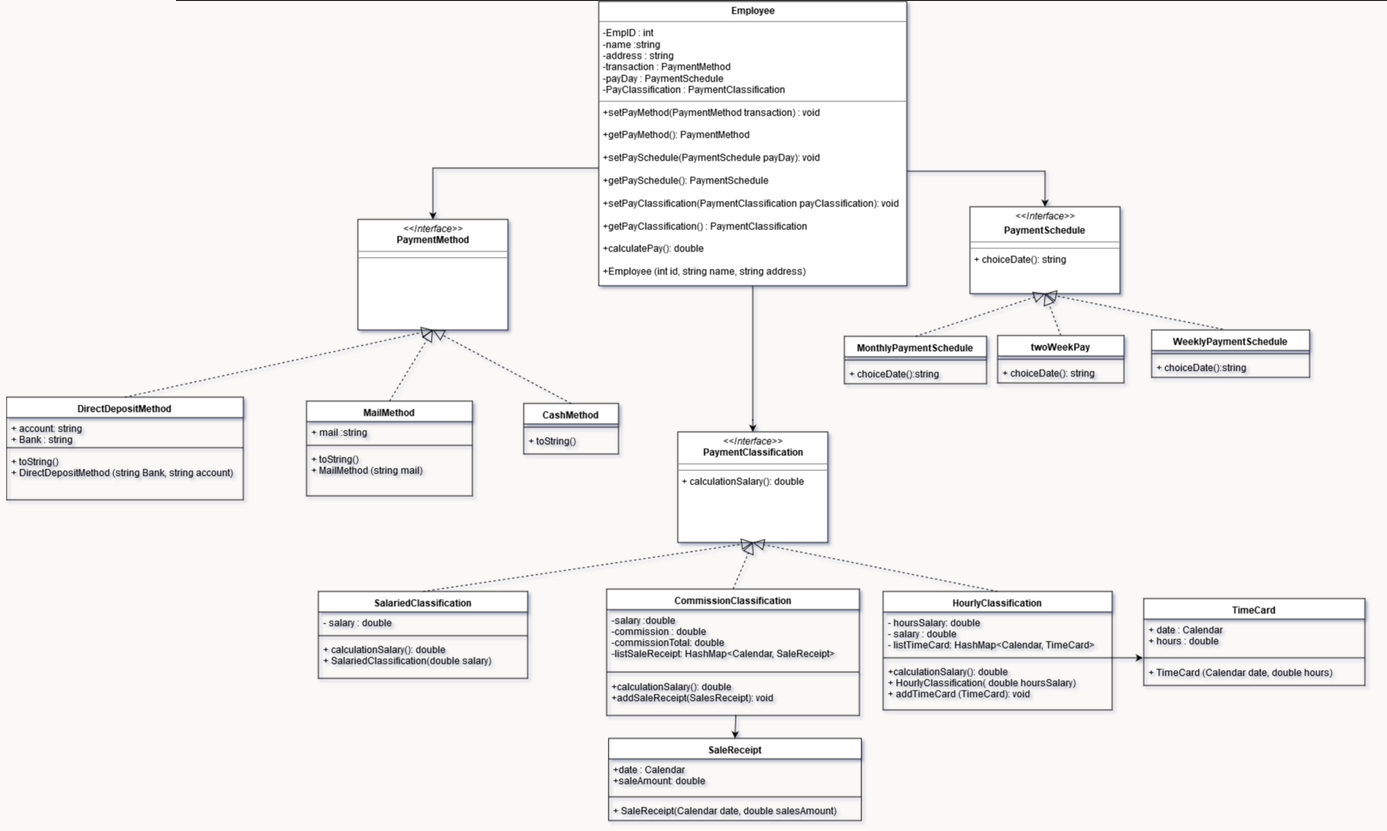 Employee
-EmpID : int
-name :string
-address : string
-transaction : PaymentMethod
-payDay : PaymentSchedule
-PayClassification : PaymentClassification
+setPayMethod(PaymentMethod transaction) : void
+getPayMethod(): PaymentMethod
+setPaySchedule(PaymentSchedule payDay): void
+getPaySchedule(): PaymentSchedule
+setPayClassification(PaymentClassification payClassification): void
+getPayClassification() : PaymentClassification
+calculatePay(): double
+Employee (int id, string name, string address)
<<Interface>>
PaymentMethod
<<Interface>>
PaymentSchedule
+ choiceDate(): string
MonthlyPaymentSchedule
+ choiceDate():string
twoWeekPay
+ choiceDate(): string
WeeklyPaymentSchedule
+ choiceDate():string
DirectDepositMethod
+ account: string
+ Bank : string
+ toString()
+ DirectDepositMethod (string Bank, string account)
MailMethod
+ mail :string
+ toString()
+ MailMethod (string mail)
CashMethod
+ toString()
<<Interface>>
PaymentClassification
+ calculationSalary(): double
SalariedClassification
- salary : double
+ calculationSalary(): double
+ SalariedClassification(double salary)
CommissionClassification
-salary :double
-commission : double
-commissionTotal: double
-listSaleReceipt: HashMap<Calendar, SaleReceipt>
+calculationSalary(): double
+addSaleReceipt(SalesReceipt): void
HourlyClassification
- hoursSalary: double
- salary : double
- listTimeCard: HashMap<Calendar, TimeCard>
+calculationSalary(): double
+ HourlyClassification( double hoursSalary)
+ addTimeCard (TimeCard): void
TimeCard
+ date : Calendar
+ hours : double
+ TimeCard (Calendar date, double hours)
SaleReceipt
+date : Calendar
+saleAmount: double
+ SaleReceipt(Calendar date, double salesAmount)